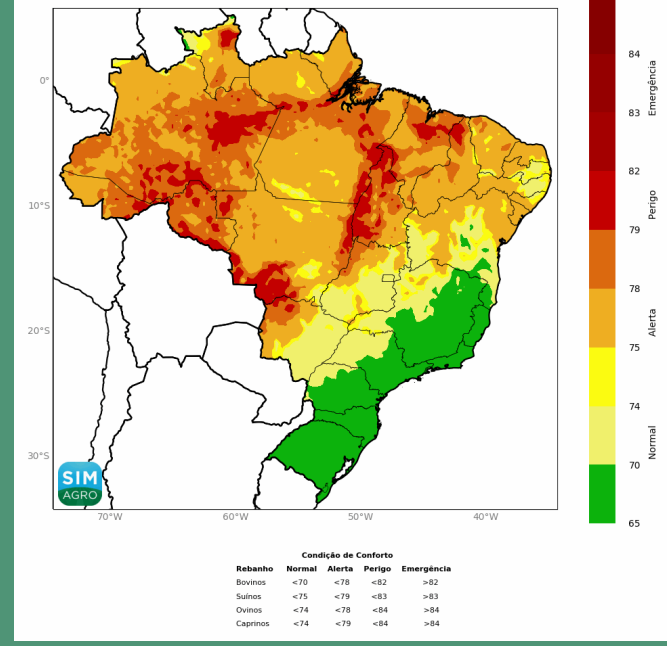 84
Emergência
83
82
Perigo
79
78
Alerta
75
74
Normal
70
65
0°
10°S
20°S
30°S
SIM
AGRO
70°W 60°W 50°W 40°W
Condição de Conforto
Rebanho Normal Alerta Perigo Emergência
Bovinos <70 <78 <82 >82
Suínos <75 <79 <83 >83
Ovinos <74 <78 <84 >84
Caprinos <74 <79 <84 >84